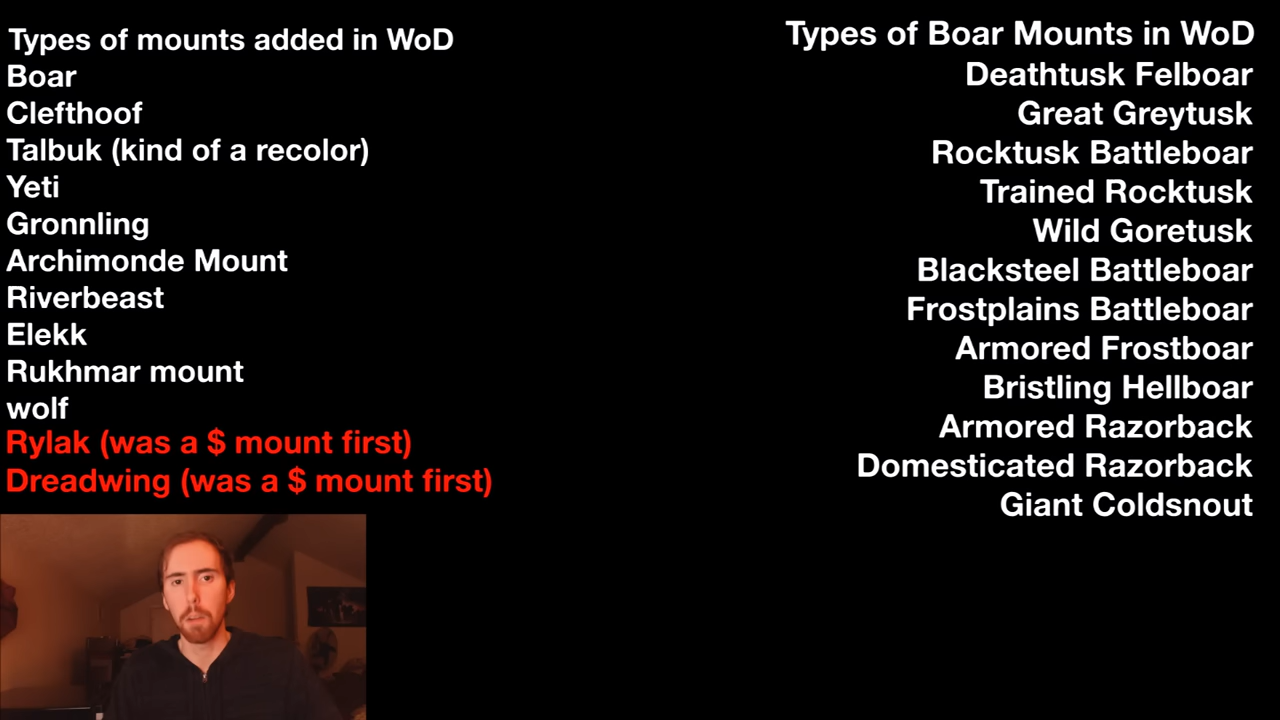 Types of mounts added in WoD
Boar
Clefthoof
Talbuk (kind of a recolor)
Yeti
Gronnling
Archimonde Mount
Riverbeast
Elekk
Rukhmar mount
wolf
Rylak (was a $ mount first)
Dreadwing (was a $ mount first)
Types of Boar Mounts in WoD
Deathtusk Felboar
Great Greytusk
Rocktusk Battleboar
Trained Rocktusk
Wild Goretusk
Blacksteel Battleboar
Frostplains Battleboar
Armored Frostboar
Bristling Hellboar
Armored Razorback
Domesticated Razorback
Giant Coldsnout